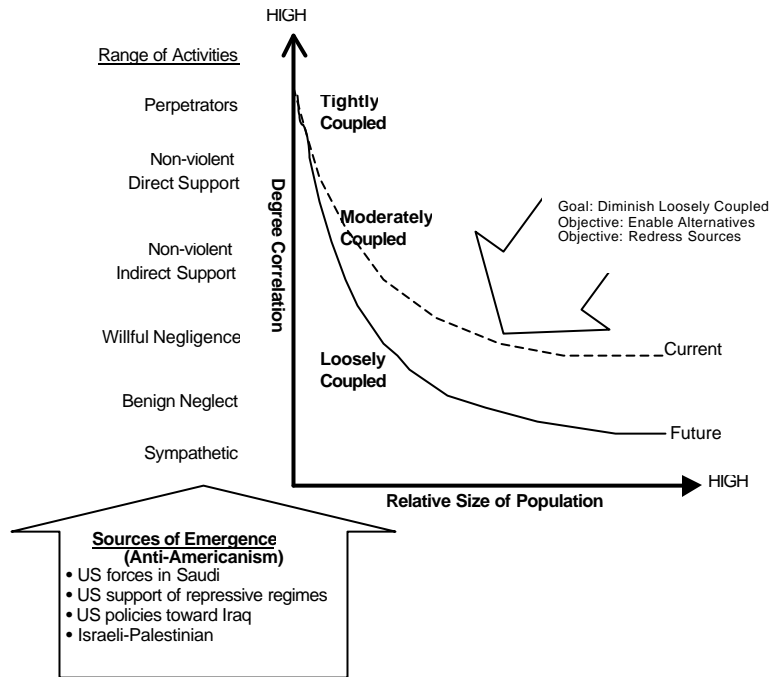 HIGH
Range of Activities
Perpetrators
Non-violent
Direct Support
Non-violent
Indirect Support
Willful Negligence
Benign Neglect
Sympathetic
Degree Correlation
Tightly
Coupled
Moderately
Coupled
Loosely
Coupled
Goal: Diminish Loosely Coupled
Objective: Enable Alternatives
Objective: Redress Sources
Current
Future
HIGH
Relative Size of Population
Sources of Emergence
(Anti-Americanism)
• US forces in Saudi
• US support of repressive regimes
• US policies toward Iraq
• Israeli-Palestinian